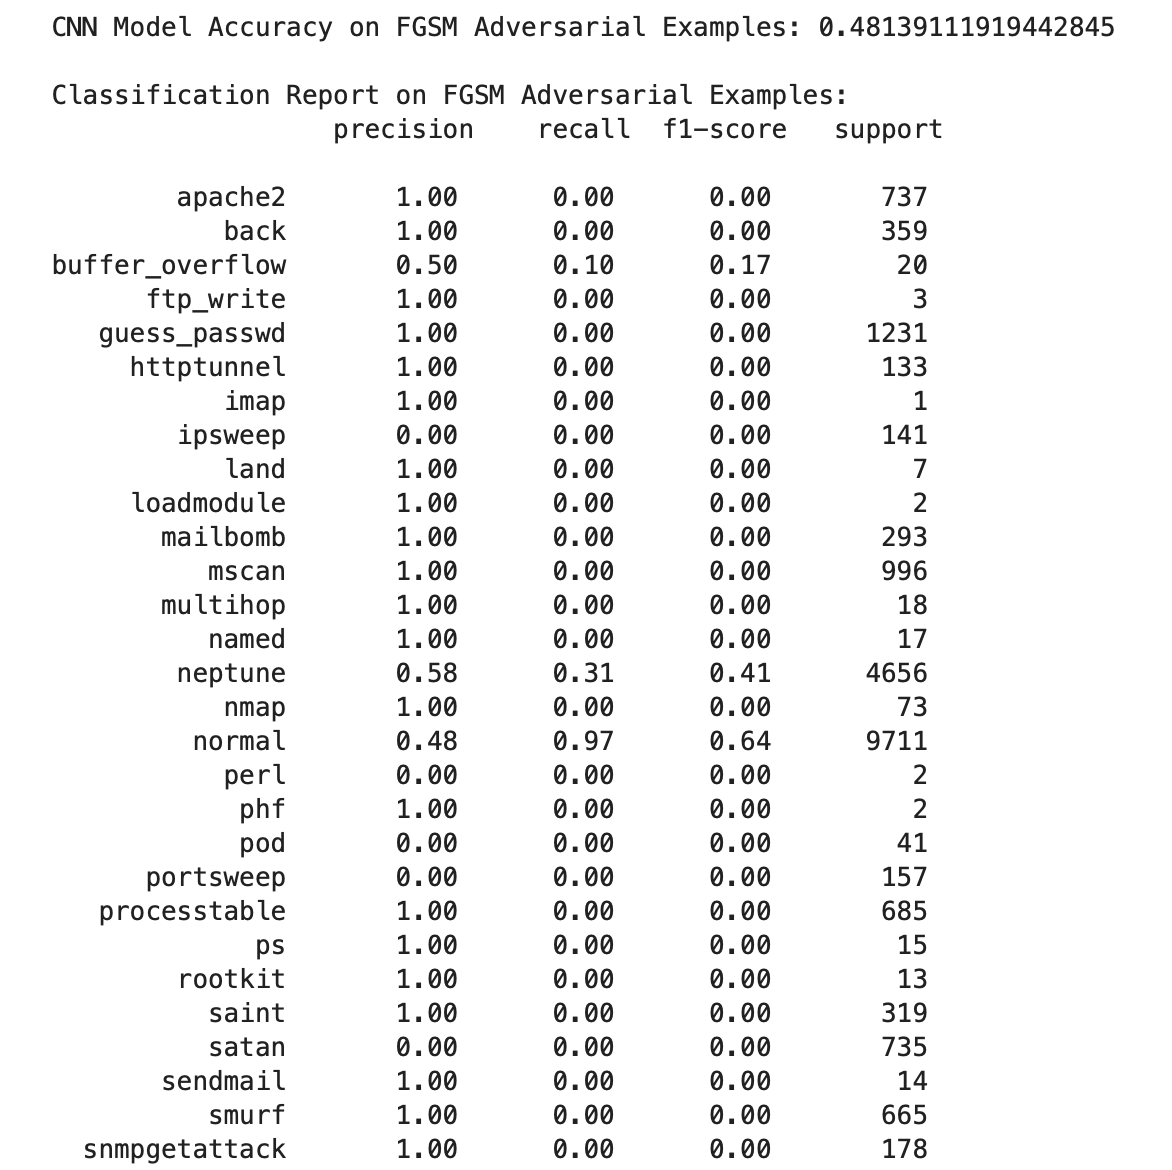 CNN Model Accuracy on FGSM Adversarial Examples: 0.48139111919442845
Classification Report on FGSM Adversarial Examples:
precision recall f1-score support
apache2 1.00 0.00 0.00 737
back 1.00 0.00 0.00 359
buffer_overflow 0.50 0.10 0.17 20
ftp_write 1.00 0.00 0.00 3
guess_passwd 1.00 0.00 0.00 1231
httptunnel 1.00 0.00 0.00 133
imap 1.00 0.00 0.00 1
ipsweep 0.00 0.00 0.00 141
land 1.00 0.00 0.00 7
loadmodule 1.00 0.00 0.00 2
mailbomb 1.00 0.00 0.00 293
mscan 1.00 0.00 0.00 996
multihop 1.00 0.00 0.00 18
named 1.00 0.00 0.00 17
neptune 0.58 0.31 0.41 4656
nmap 1.00 0.00 0.00 73
normal 0.48 0.97 0.64 9711
perl 0.00 0.00 0.00 2
phf 1.00 0.00 0.00 2
pod 0.00 0.00 0.00 41
portsweep 0.00 0.00 0.00 157
processtable 1.00 0.00 0.00 685
ps 1.00 0.00 0.00 15
rootkit 1.00 0.00 0.00 13
saint 1.00 0.00 0.00 319
satan 0.00 0.00 0.00 735
sendmail 1.00 0.00 0.00 14
smurf 1.00 0.00 0.00 665
snmpgetattack 1.00 0.00 0.00 178